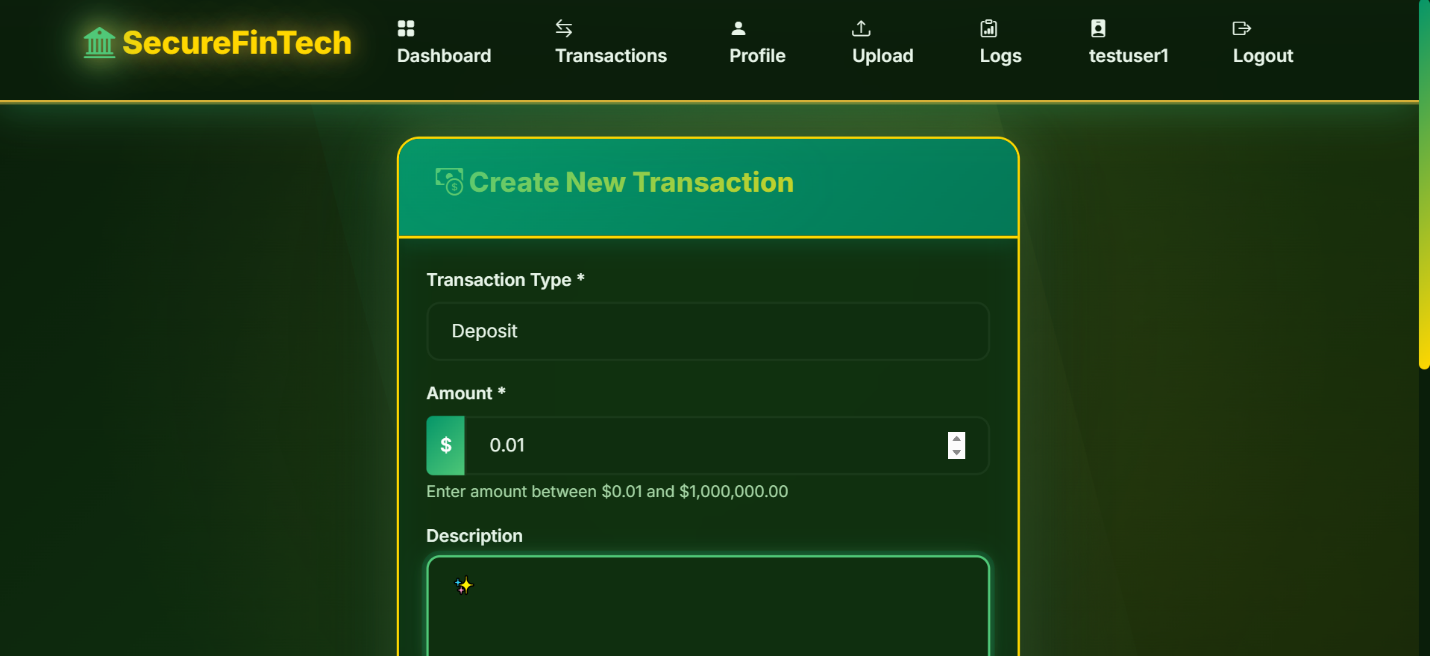 SecureFinTech
Dashboard Transactions Profile Upload Logs testuser1 Logout
Create New Transaction
Transaction Type *
Deposit
Amount *
$ 0.01
Enter amount between $0.01 and $1,000,000.00
Description
✨